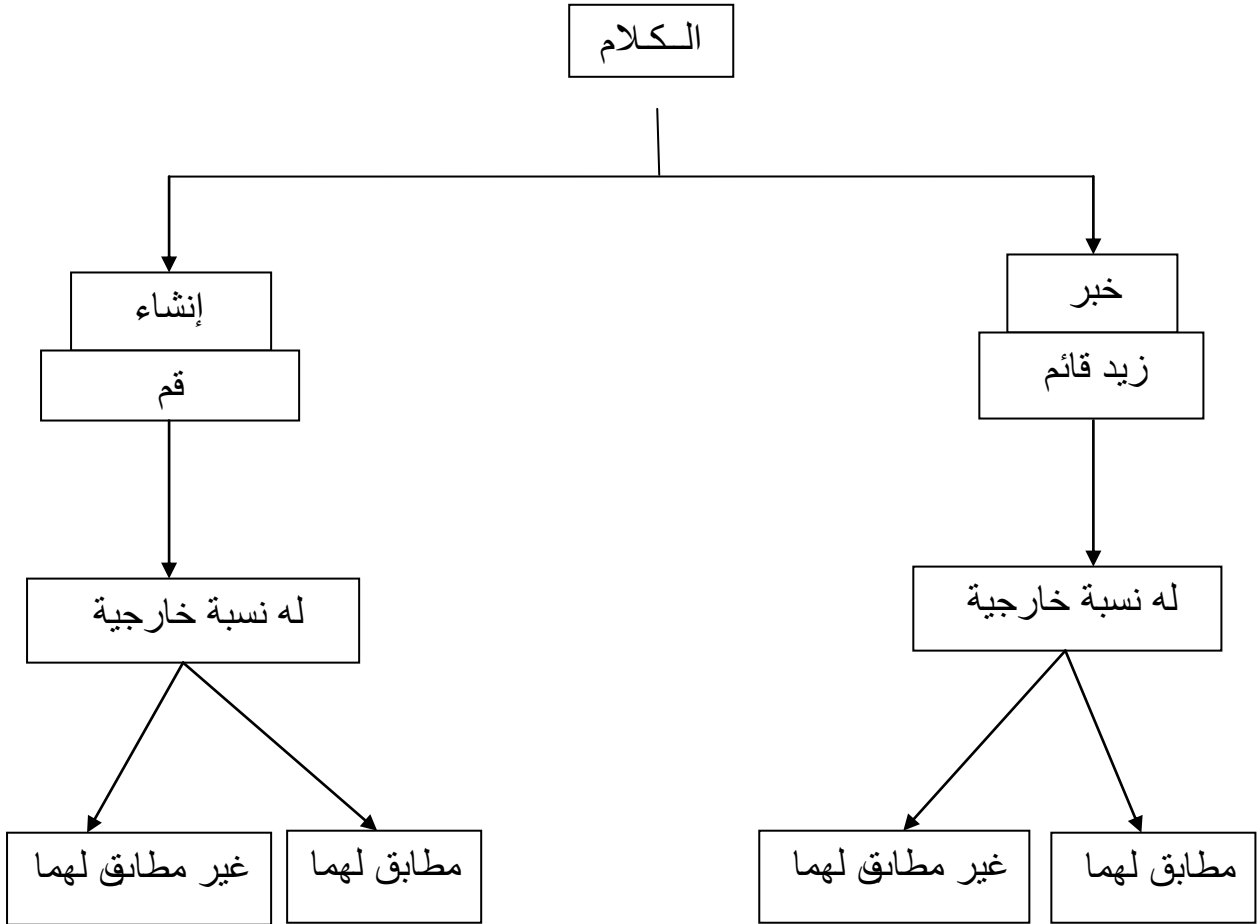 الكلام
خبر
إنشاء
زيد قائم
قم
له نسبة خارجية
له نسبة خارجية
مطابق لهما
غير مطابق لهما
مطابق لهما
غير مطابق لهما